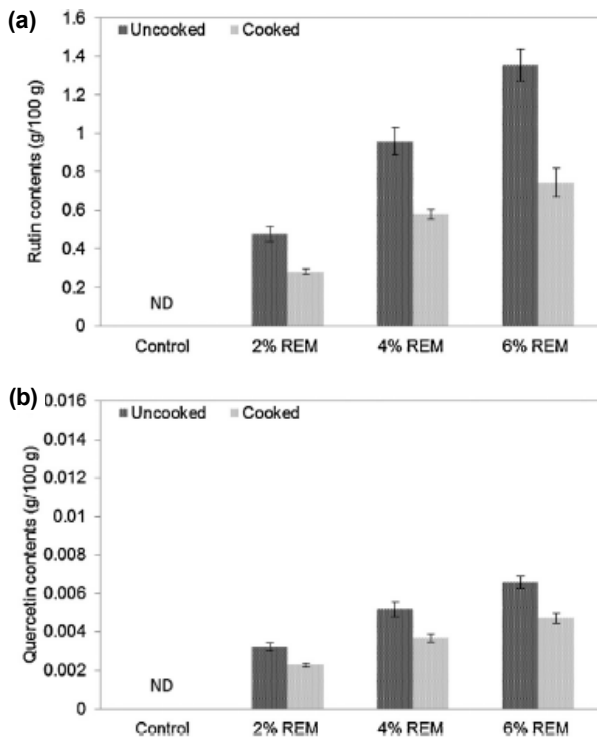 (a)
Uncooked Cooked
Rutin contents (g/100 g)
1.6
1.4
1.2
1
0.8
0.6
0.4
0.2
0
ND
Control 2% REM 4% REM 6% REM
(b)
Uncooked Cooked
Quercetin contents (g/100 g)
0.016
0.014
0.012
0.01
0.008
0.006
0.004
0.002
0
ND
Control 2% REM 4% REM 6% REM